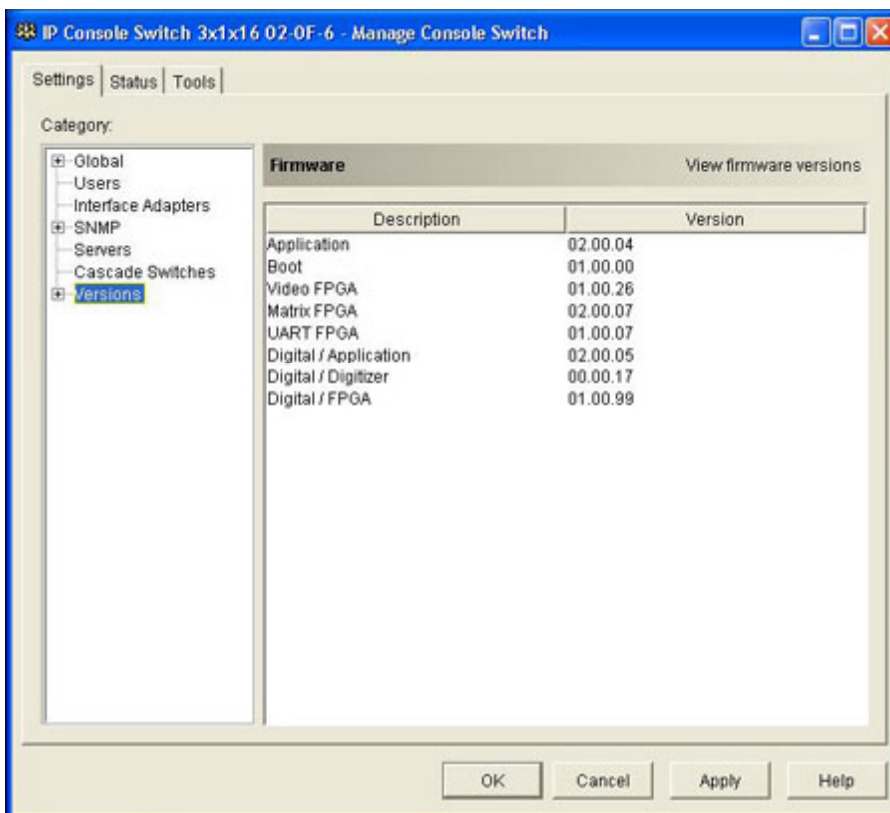 IP Console Switch 3x1x16 02-0F-6 - Manage Console Switch
Settings Status Tools
Category:
Global
Users
Interface Adapters
SNMP
Servers
Cascade Switches
Versions
Firmware View firmware versions
Description Version
Application 02.00.04
Boot 01.00.00
Video FPGA 01.00.26
Matrix FPGA 02.00.07
UART FPGA 01.00.07
Digital / Application 02.00.05
Digital / Digitizer 00.00.17
Digital / FPGA 01.00.99
OK Cancel Apply Help